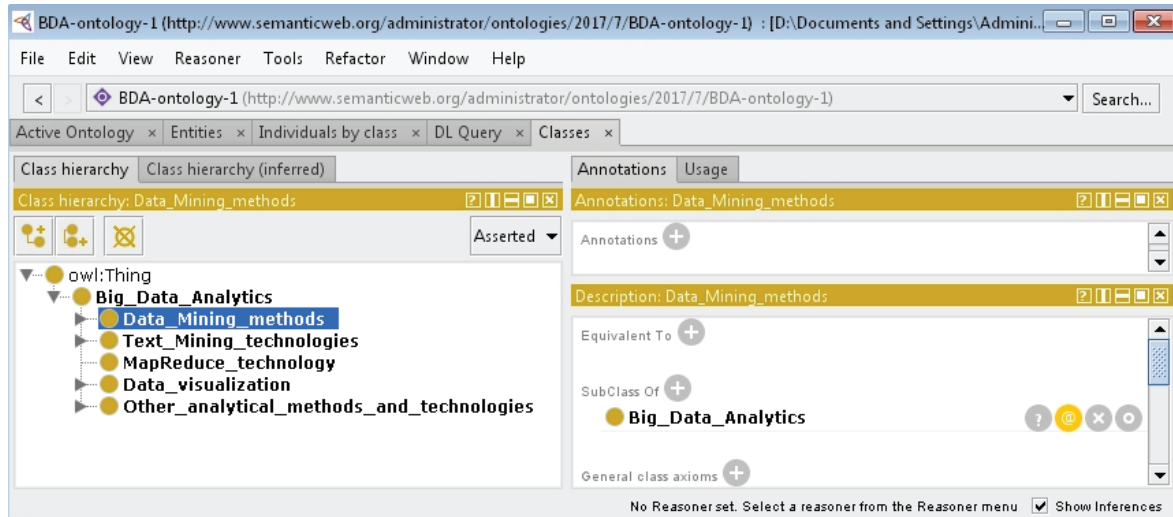 BDA-ontology-1 (http://www.semanticweb.org/administrator/ontologies/2017/7/BDA-ontology-1) : [D:\Documents and Settings\Admini...
File Edit View Reasoner Tools Refactor Window Help
< > BDA-ontology-1 (http://www.semanticweb.org/administrator/ontologies/2017/7/BDA-ontology-1) Search...
Active Ontology × Entities × Individuals by class × DL Query × Classes ×
Class hierarchy Class hierarchy (inferred)
Class hierarchy: Data_Mining_methods
Asserted
owl:Thing
Big_Data_Analytics
Data_Mining_methods
Text_Mining_technologies
MapReduce_technology
Data_visualization
Other_analytical_methods_and_technologies
Annotations Usage
Annotations: Data_Mining_methods
Annotations
Description: Data_Mining_methods
Equivalent To
SubClass Of
Big_Data_Analytics ? @ × o
General class axioms
No Reasoner set. Select a reasoner from the Reasoner menu Show Inferences